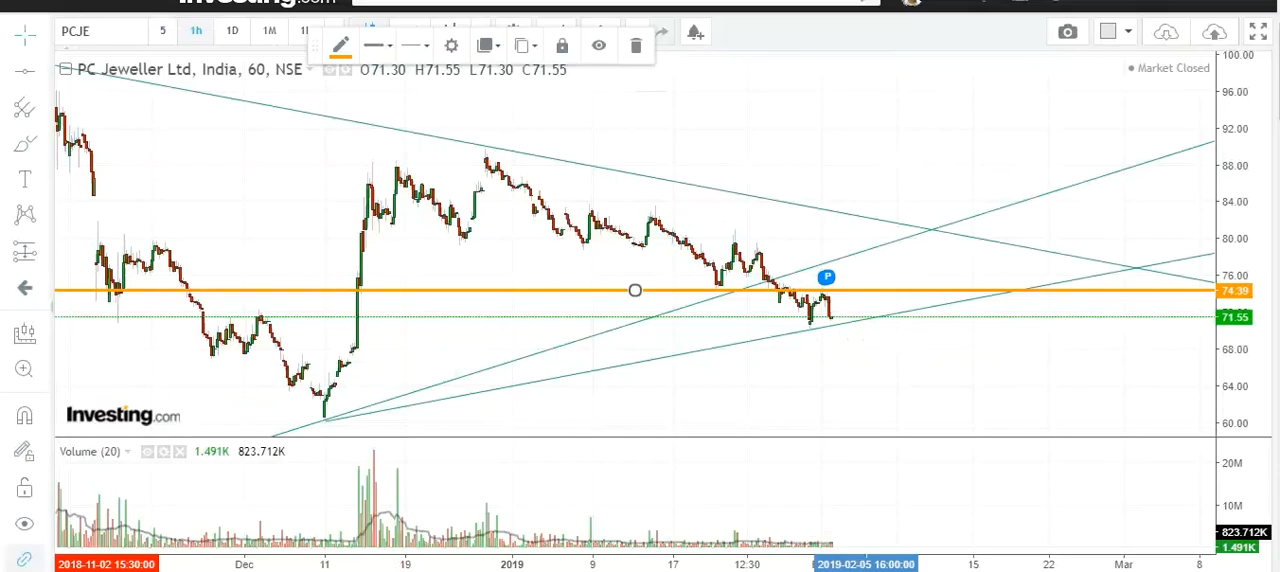 Investing.com
PCJE 5 1h 1D 1M
PC Jeweller Ltd, India, 60, NSE O71.30 H71.55 L71.30 C71.55
Market Closed
100.00
96.00
92.00
88.00
84.00
80.00
76.00
74.39
71.55
68.00
64.00
60.00
P
Investing.com
Volume (20) 1.491K 823.712K
20M
10M
823.712K
1.491K
2018-11-02 15:30:00 Dec 11 19 2019 9 17 12:30 2019-02-05 16:00:00 15 22 Mar 8